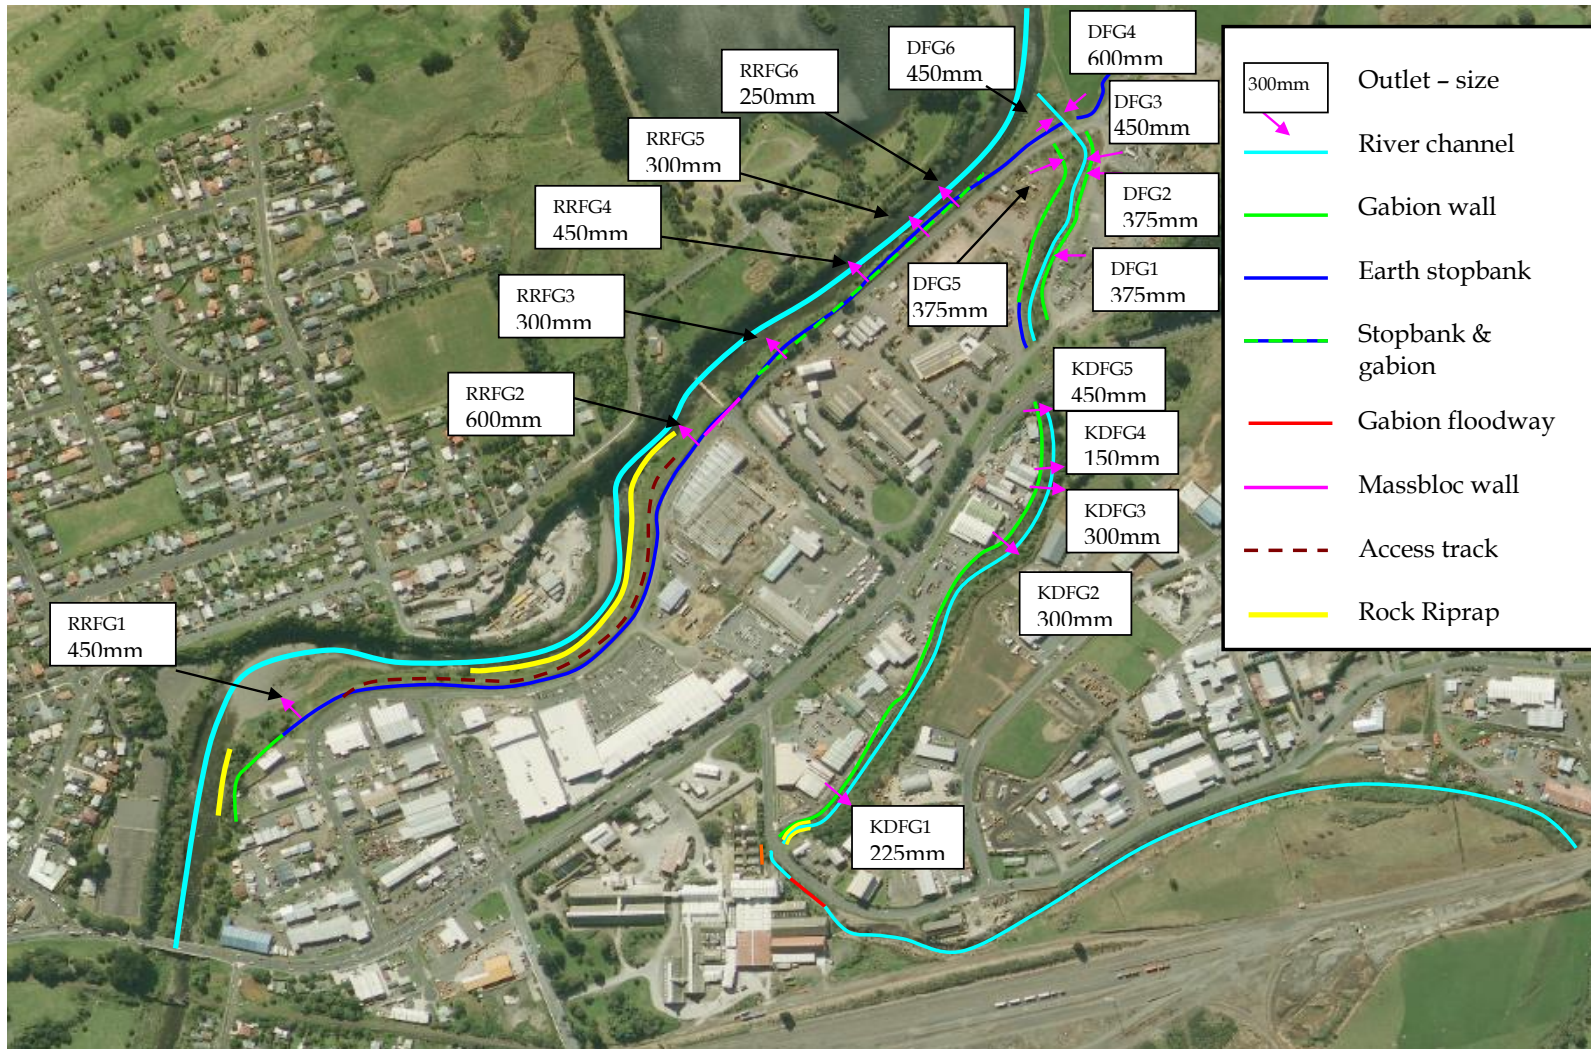 DFG4
600mm
DFG6
450mm
RRFG6
250mm
DFG3
450mm
RRFG5
300mm
DFG2
375mm
RRFG4
450mm
DFG1
375mm
DFG5
375mm
RRFG3
300mm
KDFG5
450mm
RRFG2
600mm
KDFG4
150mm
KDFG3
300mm
KDFG2
300mm
RRFG1
450mm
KDFG1
225mm
300mm
Outlet – size
River channel
Gabion wall
Earth stopbank
Stopbank &
gabion
Gabion floodway
Massbloc wall
Access track
Rock Riprap